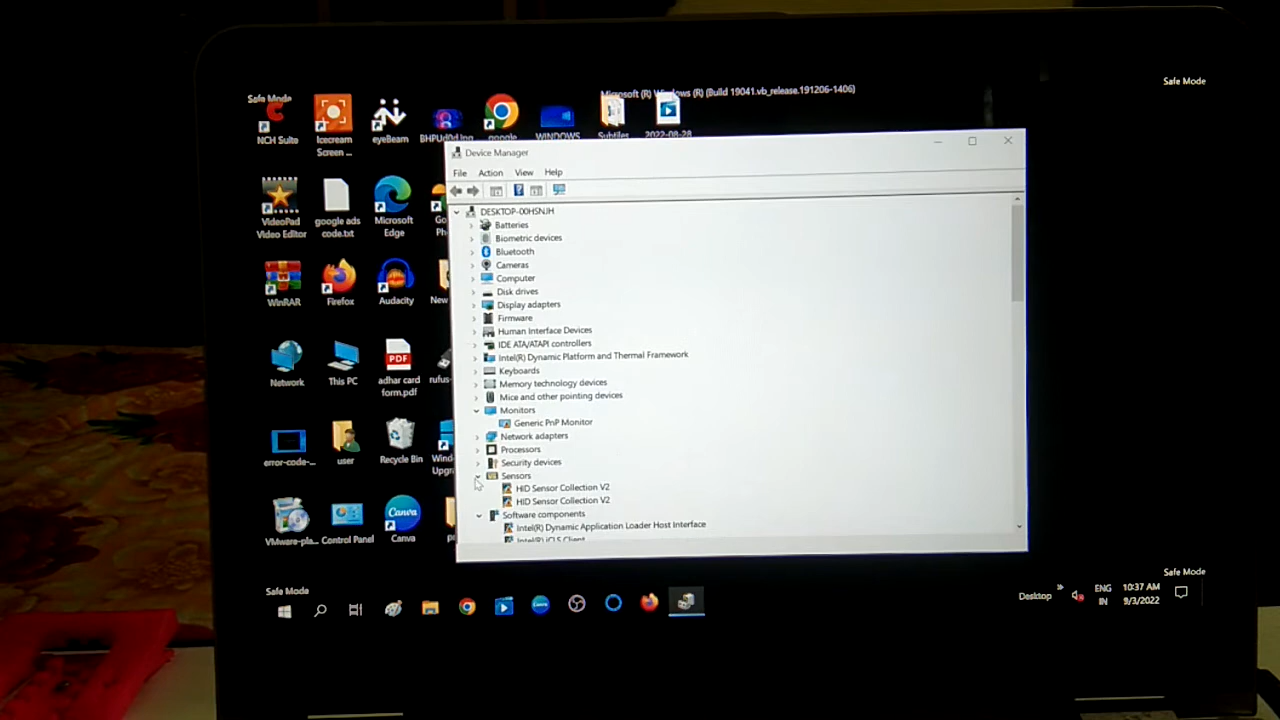 Safe Mode
Microsoft (R) Windows (R) (Build 19041.vb_release.191206-1406)
Safe Mode
NCH Suite
Icecream
Screen ...
eyeBeam
google
WINDOWS
Subtiles
2022-08-28
Device Manager
File Action View Help
VideoPad
Video Editor
google ads
code.txt
Microsoft
Edge
WinRAR
Firefox
Audacity
New
Network
This PC
PDF
adhar card
form.pdf
rufus-
error-code-...
user
Recycle Bin
Wind
Upgr
VMware-pla...
Control Panel
Canva
Canva
DESKTOP-00HSNJH
Batteries
Biometric devices
Bluetooth
Cameras
Computer
Disk drives
Display adapters
Firmware
Human Interface Devices
IDE ATA/ATAPI controllers
Intel(R) Dynamic Platform and Thermal Framework
Keyboards
Memory technology devices
Mice and other pointing devices
Monitors
Generic PnP Monitor
Network adapters
Processors
Security devices
Sensors
HID Sensor Collection V2
HID Sensor Collection V2
Software components
Intel(R) Dynamic Application Loader Host Interface
Intel(R) iCLS Client
Safe Mode
Safe Mode
Desktop
ENG
IN
10:37 AM
9/3/2022